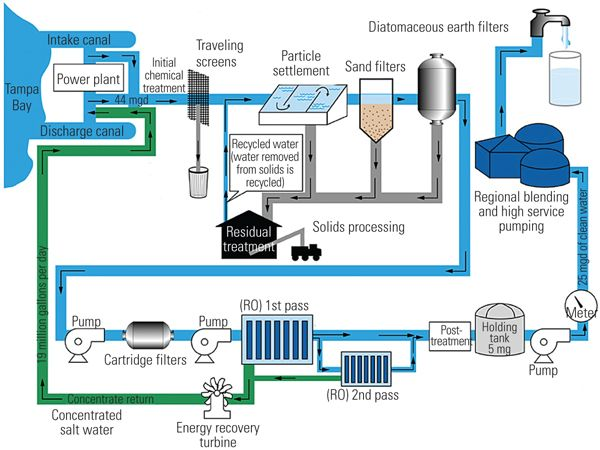 Intake canal
Tampa
Bay
Power plant
44 mgd
Discharge canal
Initial
chemical
treatment
Traveling
screens
Particle
settlement
Sand filters
Diatomaceous earth filters
Recycled water
(water removed
from solids is
recycled)
Residual
treatment
Solids processing
Regional blending
and high service
pumping
25 mgd of clean water
19 million gallons per day
Pump
Cartridge filters
Pump
(RO) 1st pass
(RO) 2nd pass
Post-
treatment
Holding
tank
5 mg
Pump
Meter
Concentrate return
Concentrated
salt water
Energy recovery
turbine